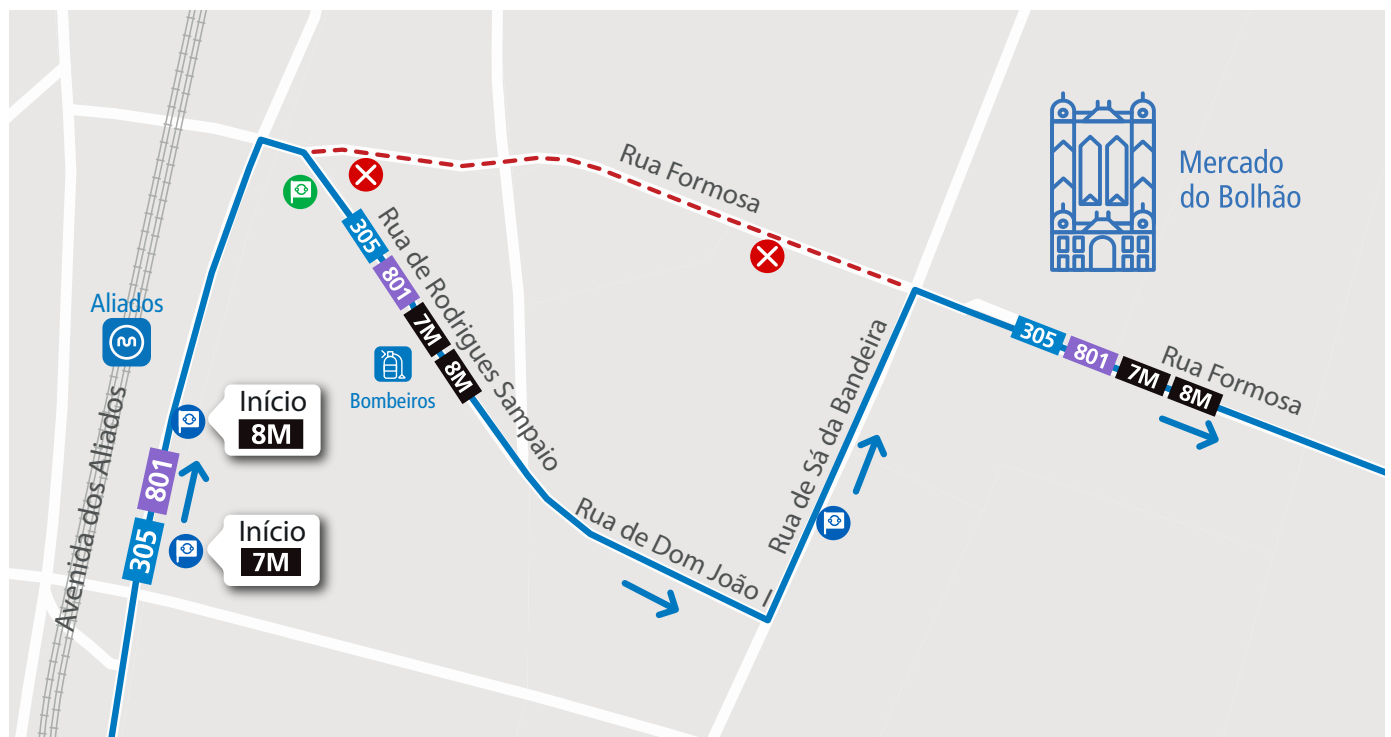 Rua Formosa
Mercado
do Bolhão
Rua de Rodrigues Sampaio
305
801
7M
8M
Aliados
Bombeiros
Início
8M
Avenida dos Aliados
801
305
Início
7M
Rua de Dom João I
Rua de Sá da Bandeira
305
801
7M
8M
Rua Formosa